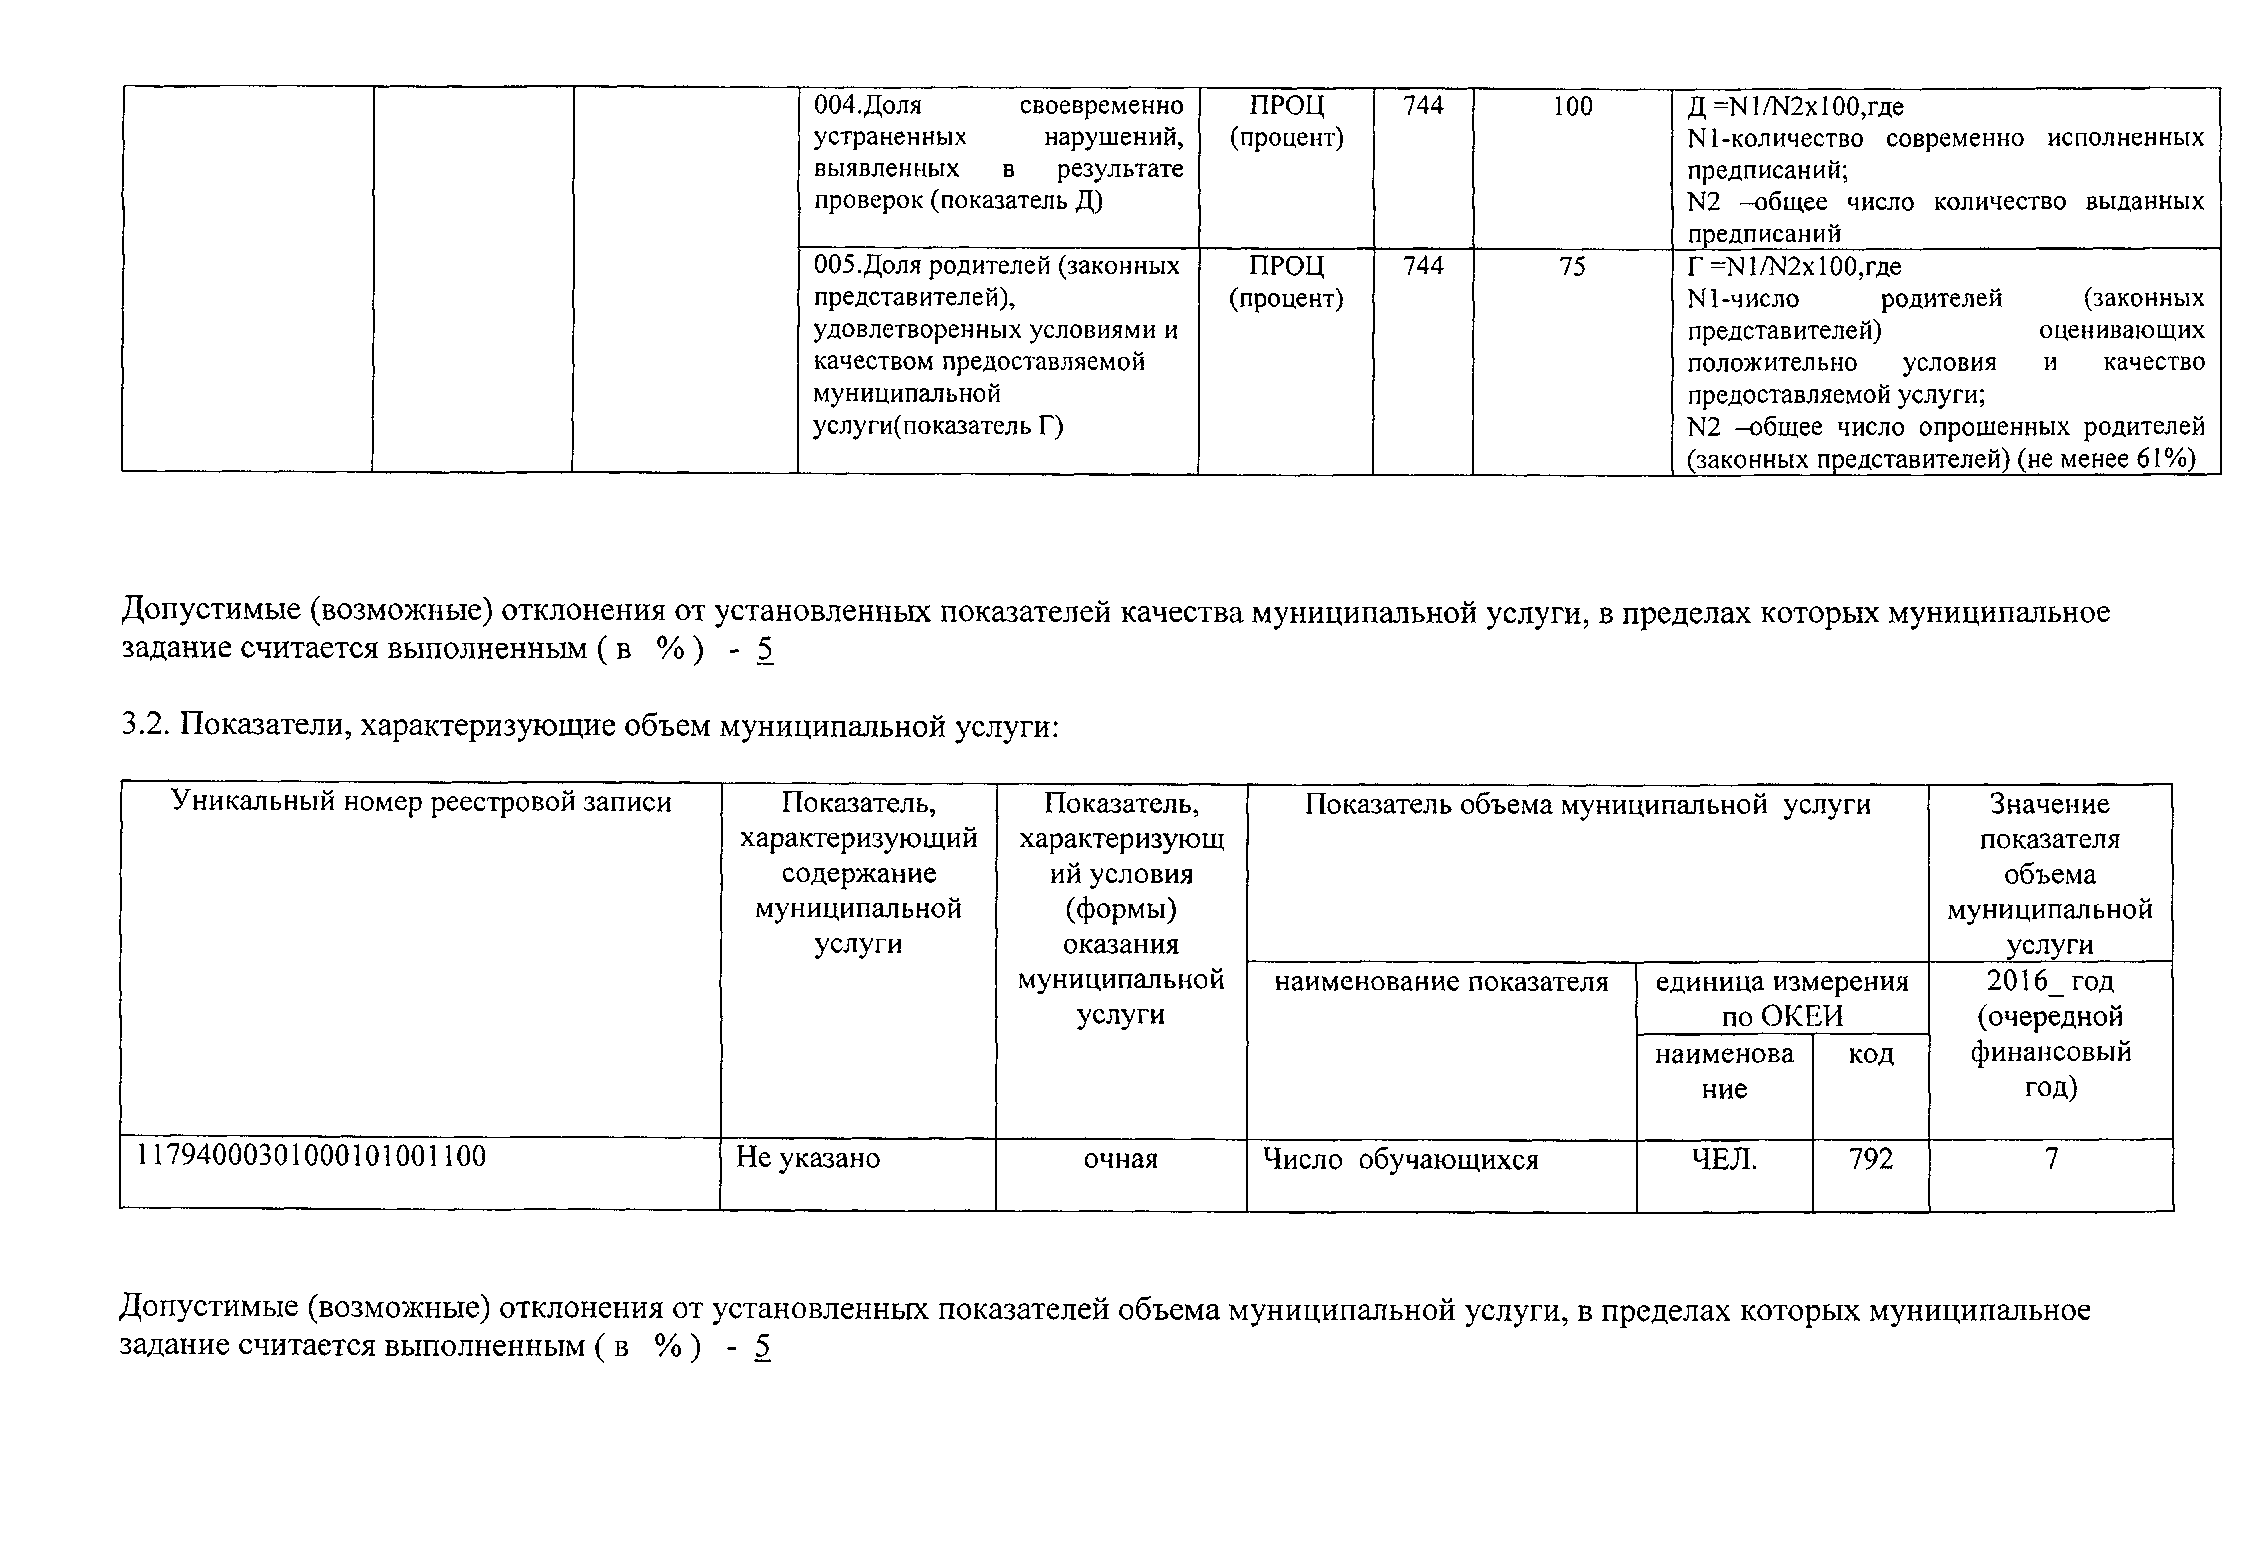 004.Доля своевременно
устраненных нарушений,
выявленных в результате
проверок (показатель Д)
ПРОЦ
(процент)
744
100
Д =N1/N2x100,где
N1-количество современно исполненных
предписаний;
N2 –общее число количество выданных
предписаний
005.Доля родителей (законных
представителей),
удовлетворенных условиями и
качеством предоставляемой
муниципальной
услуги(показатель Г)
ПРОЦ
(процент)
744
75
Г =N1/N2x100,где
N1-число родителей (законных
представителей) оценивающих
положительно условия и качество
предоставляемой услуги;
N2 –общее число опрошенных родителей
(законных представителей) (не менее 61%)
Допустимые (возможные) отклонения от установленных показателей качества муниципальной услуги, в пределах которых муниципальное
задание считается выполненным ( в % ) - 5
3.2. Показатели, характеризующие объем муниципальной услуги:
Уникальный номер реестровой записи
Показатель,
характеризующий
содержание
муниципальной
услуги
Показатель,
характеризующ
ий условия
(формы)
оказания
муниципальной
услуги
Показатель объема муниципальной услуги
Значение
показателя
объема
муниципальной
услуги
наименование показателя
единица измерения
по ОКЕИ
2016_ год
(очередной
финансовый
год)
наименова
ние
код
11794000301000101001100
Не указано
очная
Число обучающихся
ЧЕЛ.
792
7
Допустимые (возможные) отклонения от установленных показателей объема муниципальной услуги, в пределах которых муниципальное
задание считается выполненным ( в % ) - 5